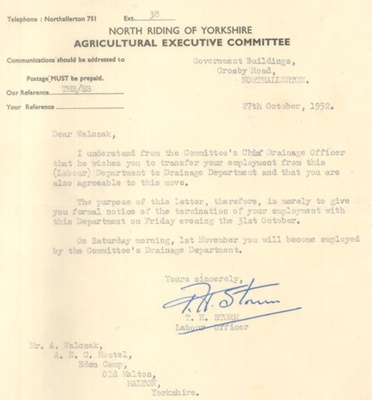 Telephone : Northallerton 751 Ext. 38
NORTH RIDING OF YORKSHIRE
AGRICULTURAL EXECUTIVE COMMITTEE
Communications should be addressed to
Government Buildings,
Crosby Road,
NORTHALLERTON.
Postage MUST be prepaid.
Our Reference THS/SS
Your Reference
27th October, 1952.
Dear Walczak,
I understand from the Committee's Chief Drainage Officer
that he wishes you to transfer your employment from this
(Labour) Department to Drainage Department and that you are
also agreeable to this move.
The purpose of this letter, therefore, is merely to give
you formal notice of the termination of your employment with
this Department on Friday evening the 31st October.
On Saturday morning, 1st November you will become employed
by the Committee's Drainage Department.
Yours sincerely,
T. H. Storm
T. H. STORM
Labour Officer
Mr. A. Walczak,
A. E. C. Hostel,
Eden Camp,
Old Malton,
MALTON,
Yorkshire.